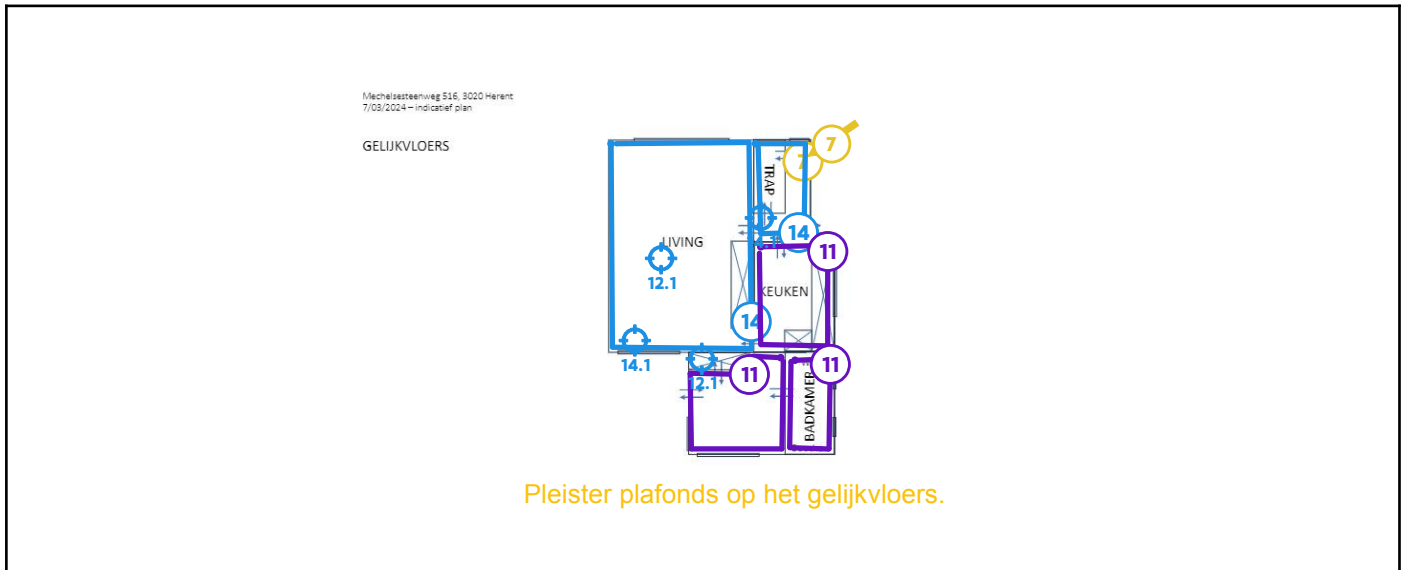 Mechelsesteenweg 516, 3020 Herent
7/03/2024 – indicatief plan
GELIJKVLOERS
7
7
TRAP
14
LIVING
11
12.1
KEUKEN
14
14.1
12.1
11
11
BADKAMER
Pleister plafonds op het gelijkvloers.